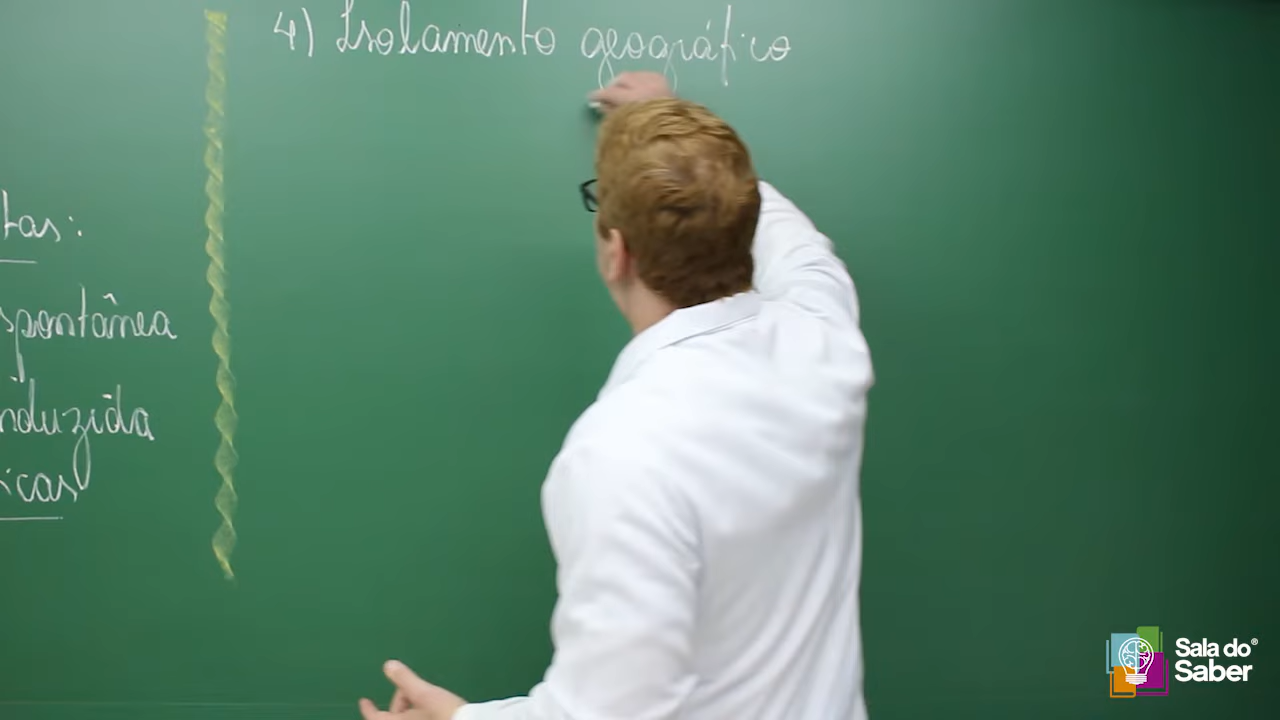 4) Isolamento geográfico
tas:
spontânea
nduzida
icas
Sala do®
Saber